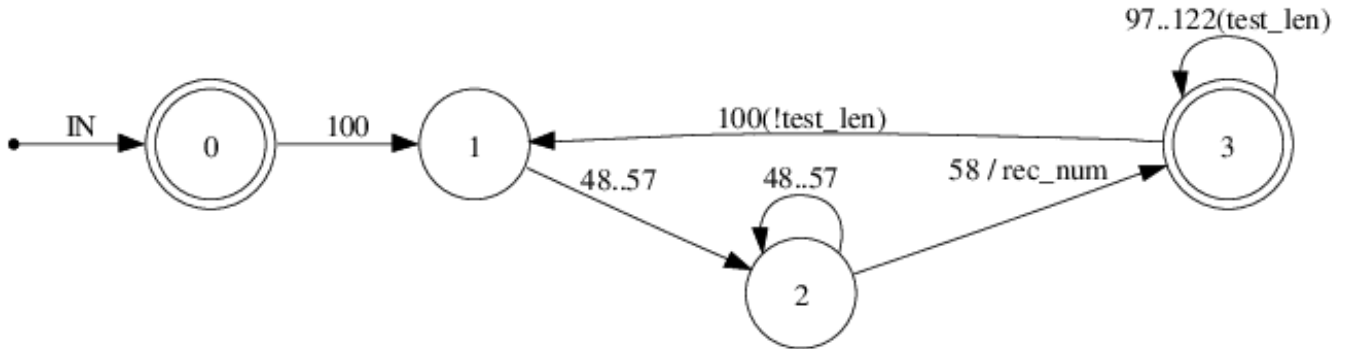 97..122(test_len)
IN
0
100
1
100(!test_len)
3
48..57
48..57
58 / rec_num
2